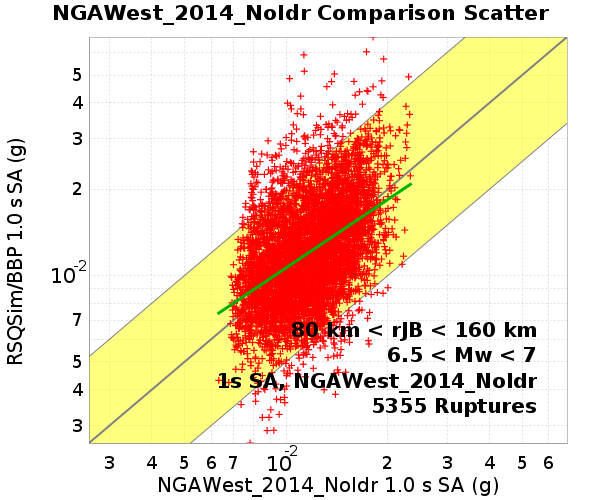 NGAWest_2014_NoIdr Comparison Scatter
RSQSim/BBP 1.0 s SA (g)
5
4
3
2
10-2
7
5
4
3
80 km < rJB < 160 km
6.5 < Mw < 7
1s SA, NGAWest_2014_NoIdr
5355 Ruptures
3 4 5 6 7 10-2 2 3 4 5 6
NGAWest_2014_NoIdr 1.0 s SA (g)